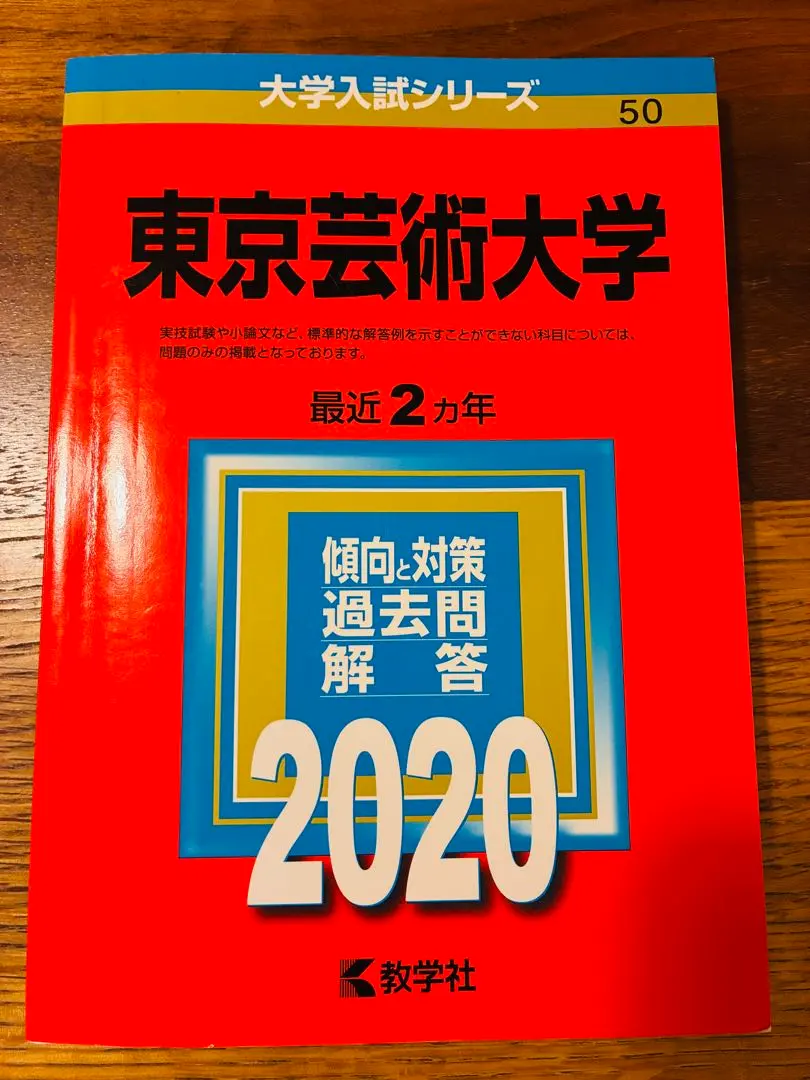 大学入試シリーズ
50
東京芸術大学
実技試験や小論文など、標準的な解答例を示すことができない科目については、
問題のみの掲載となっております。
最近2カ年
傾向と対策
過去問
解答
2020
教学社